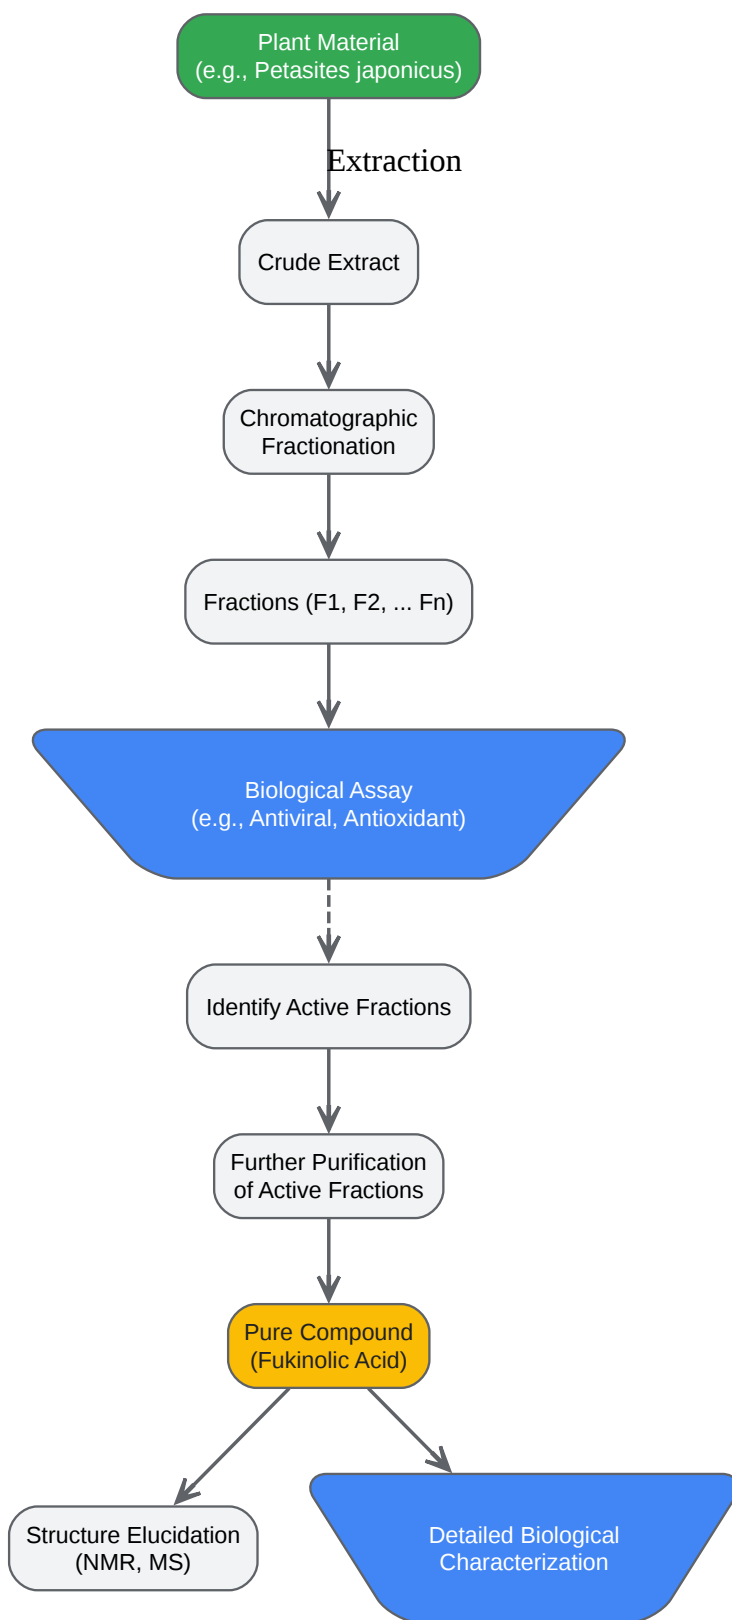 Plant Material
(e.g., Petasites japonicus)
Extraction
Crude Extract
Chromatographic
Fractionation
Fractions (F1, F2, ... Fn)
Biological Assay
(e.g., Antiviral, Antioxidant)
Identify Active Fractions
Further Purification
of Active Fractions
Pure Compound
(Fukinolic Acid)
Structure Elucidation
(NMR, MS)
Detailed Biological
Characterization